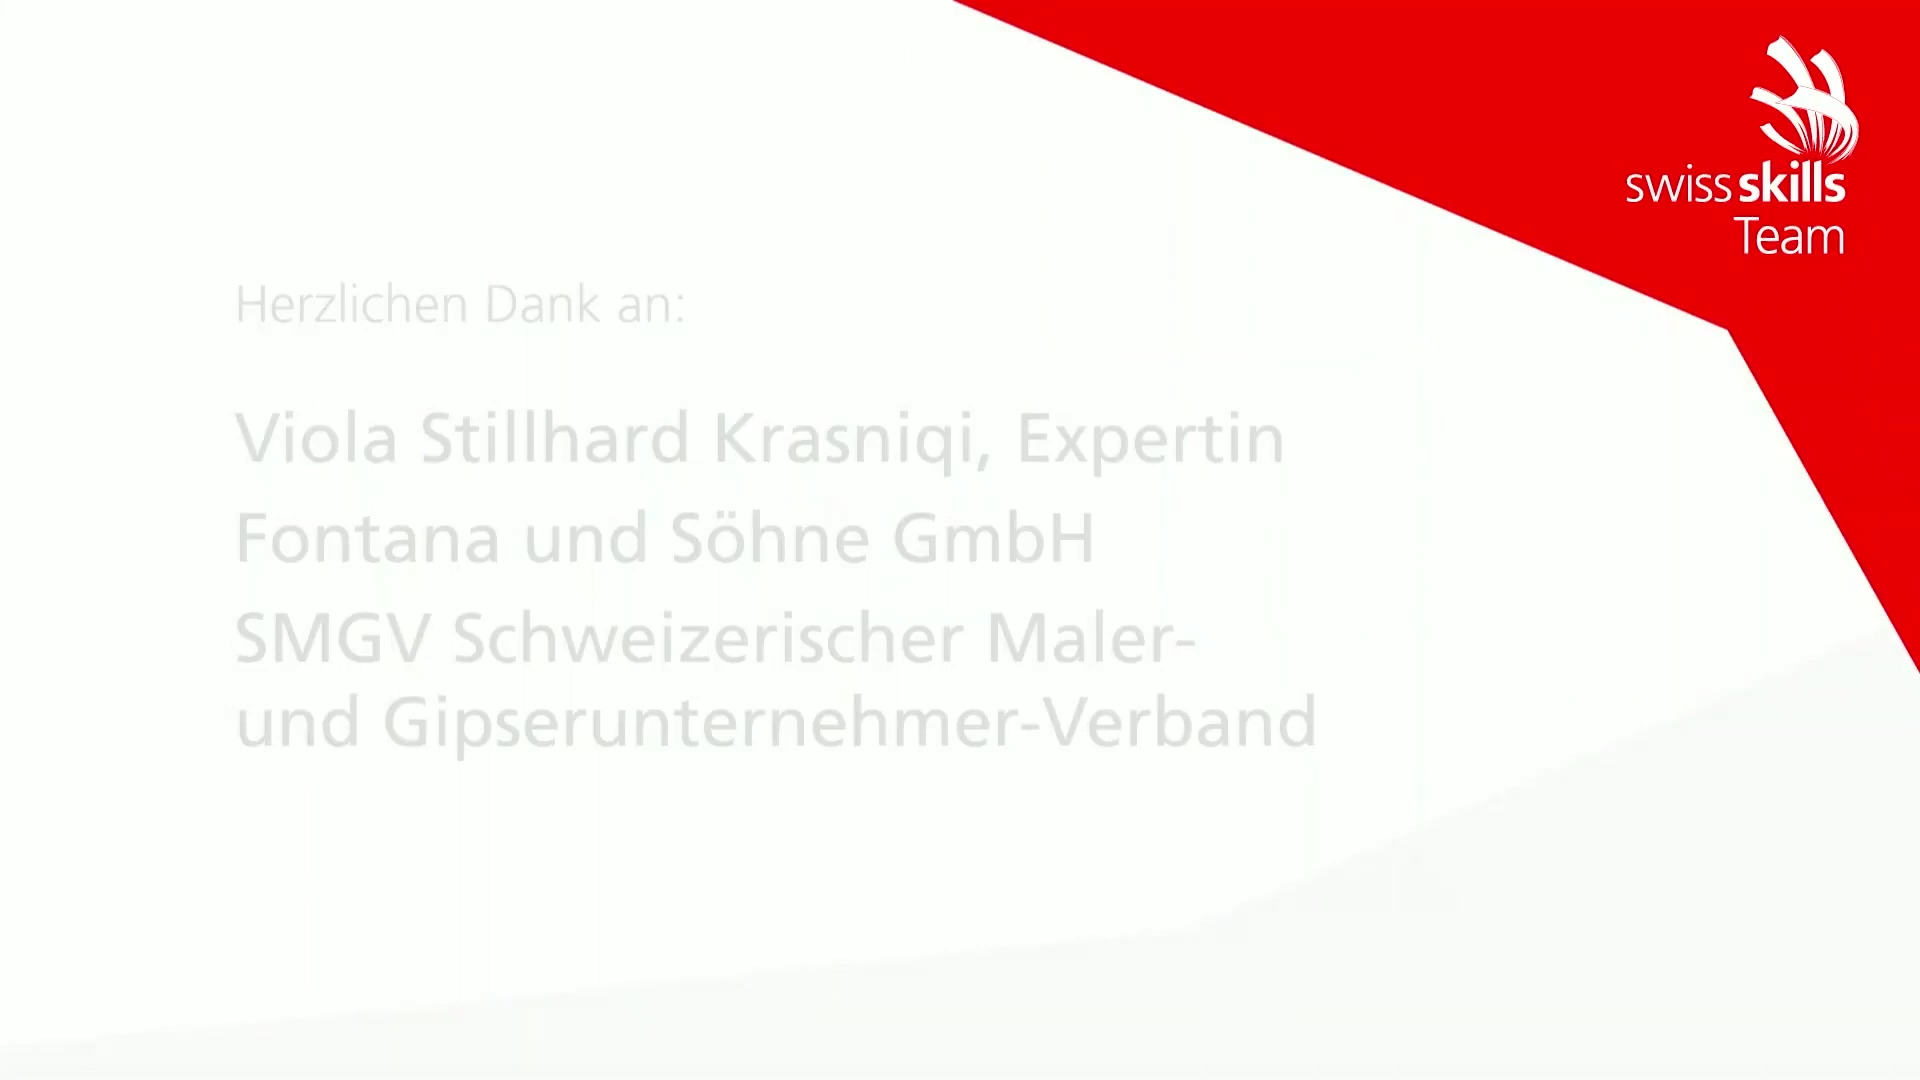 swiss skills
Team
Herzlichen Dank an:
Viola Stillhard Krasniqi, Expertin
Fontana und Söhne GmbH
SMGV Schweizerischer Maler-
und Gipserunternehmer-Verband